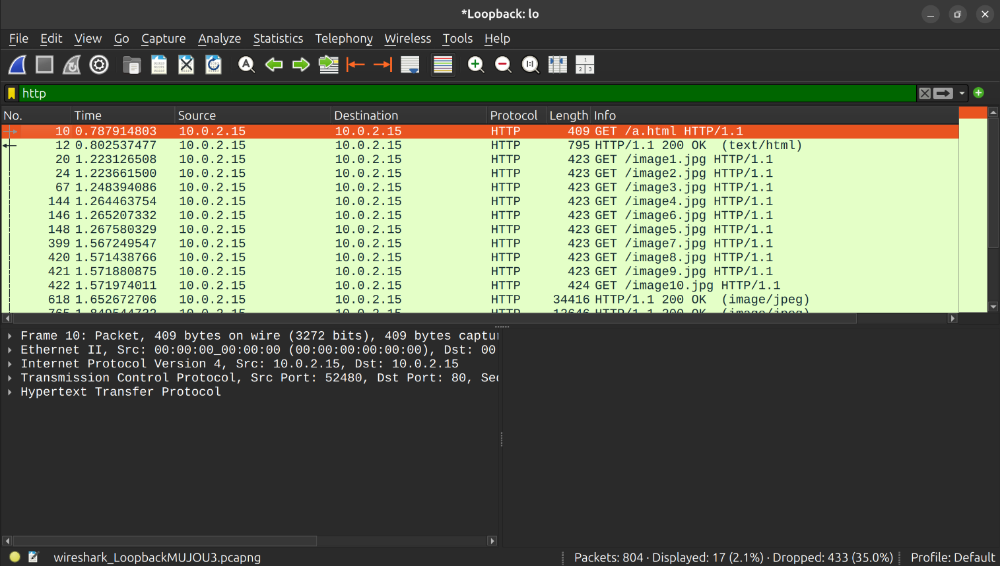 *Loopback: lo
File Edit View Go Capture Analyze Statistics Telephony Wireless Tools Help
http
No. Time Source Destination Protocol Length Info
10 0.787914803 10.0.2.15 10.0.2.15 HTTP 409 GET /a.html HTTP/1.1
12 0.802537477 10.0.2.15 10.0.2.15 HTTP 795 HTTP/1.1 200 OK (text/html)
20 1.223126508 10.0.2.15 10.0.2.15 HTTP 423 GET /image1.jpg HTTP/1.1
24 1.223661500 10.0.2.15 10.0.2.15 HTTP 423 GET /image2.jpg HTTP/1.1
67 1.248394086 10.0.2.15 10.0.2.15 HTTP 423 GET /image3.jpg HTTP/1.1
144 1.264463754 10.0.2.15 10.0.2.15 HTTP 423 GET /image4.jpg HTTP/1.1
146 1.265207332 10.0.2.15 10.0.2.15 HTTP 423 GET /image6.jpg HTTP/1.1
148 1.267580329 10.0.2.15 10.0.2.15 HTTP 423 GET /image5.jpg HTTP/1.1
399 1.567249547 10.0.2.15 10.0.2.15 HTTP 423 GET /image7.jpg HTTP/1.1
420 1.571438766 10.0.2.15 10.0.2.15 HTTP 423 GET /image8.jpg HTTP/1.1
421 1.571880875 10.0.2.15 10.0.2.15 HTTP 423 GET /image9.jpg HTTP/1.1
422 1.571974011 10.0.2.15 10.0.2.15 HTTP 424 GET /image10.jpg HTTP/1.1
618 1.652672706 10.0.2.15 10.0.2.15 HTTP 34416 HTTP/1.1 200 OK (image/jpeg)
Frame 10: Packet, 409 bytes on wire (3272 bits), 409 bytes captu
Ethernet II, Src: 00:00:00_00:00:00 (00:00:00:00:00:00), Dst: 00
Internet Protocol Version 4, Src: 10.0.2.15, Dst: 10.0.2.15
Transmission Control Protocol, Src Port: 52480, Dst Port: 80, Se
Hypertext Transfer Protocol
wireshark_LoopbackMUJOU3.pcapng
Packets: 804 · Displayed: 17 (2.1%) · Dropped: 433 (35.0%)
Profile: Default